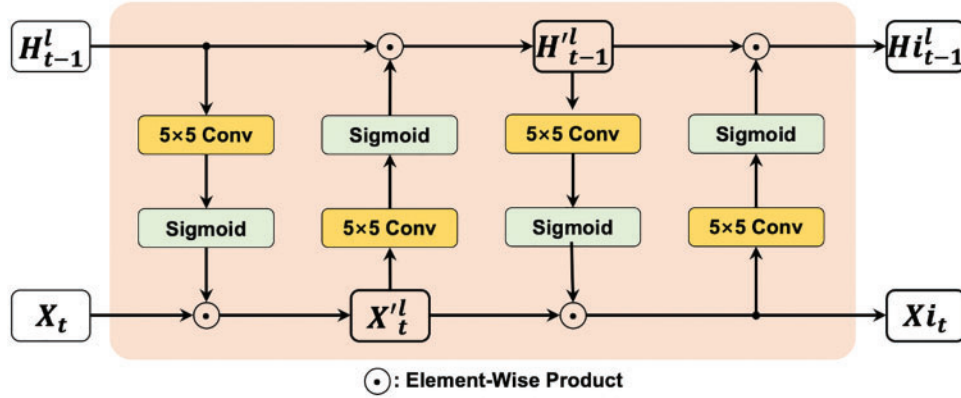 H^l_{t-1} H'^l_{t-1} Hi^l_{t-1}
5×5 Conv Sigmoid 5×5 Conv Sigmoid
Sigmoid 5×5 Conv Sigmoid 5×5 Conv
X_t X'^l_t Xi_t
⊙: Element-Wise Product